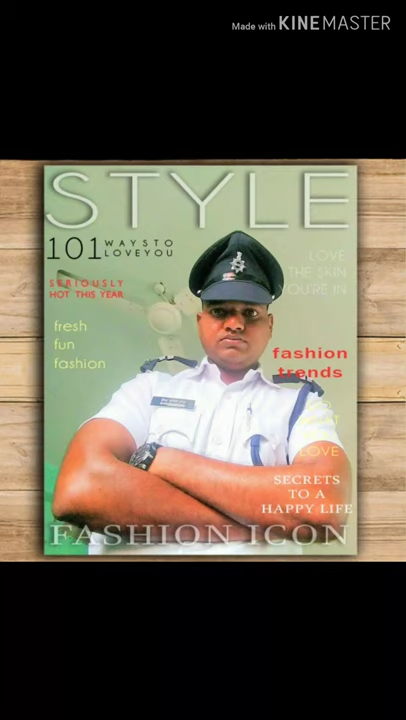 Made with KINEMASTER
STYLE
101 WAYS TO
LOVE YOU
LOVE
THE SKIN
YOU'RE IN
SERIOUSLY
HOT THIS YEAR
fresh
fun
fashion
fashion
trends
LOVE
SECRETS
TO A
HAPPY LIFE
FASHION ICON